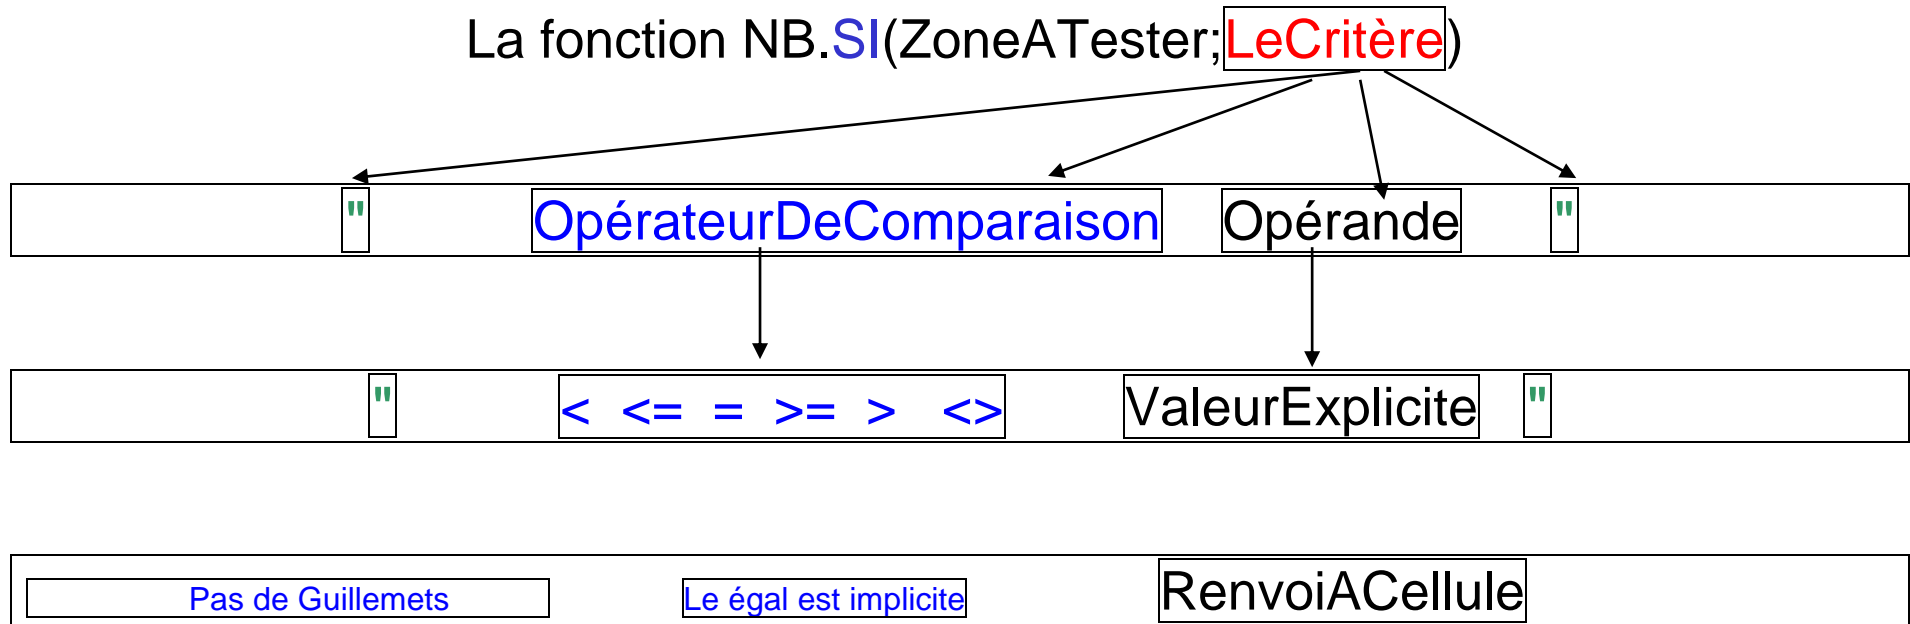 La fonction NB.SI(ZoneATester;LeCritère)
" OpérateurDeComparaison Opérande "
" < <= = >= > <> ValeurExplicite "
Pas de Guillemets Le égal est implicite RenvoiACellule